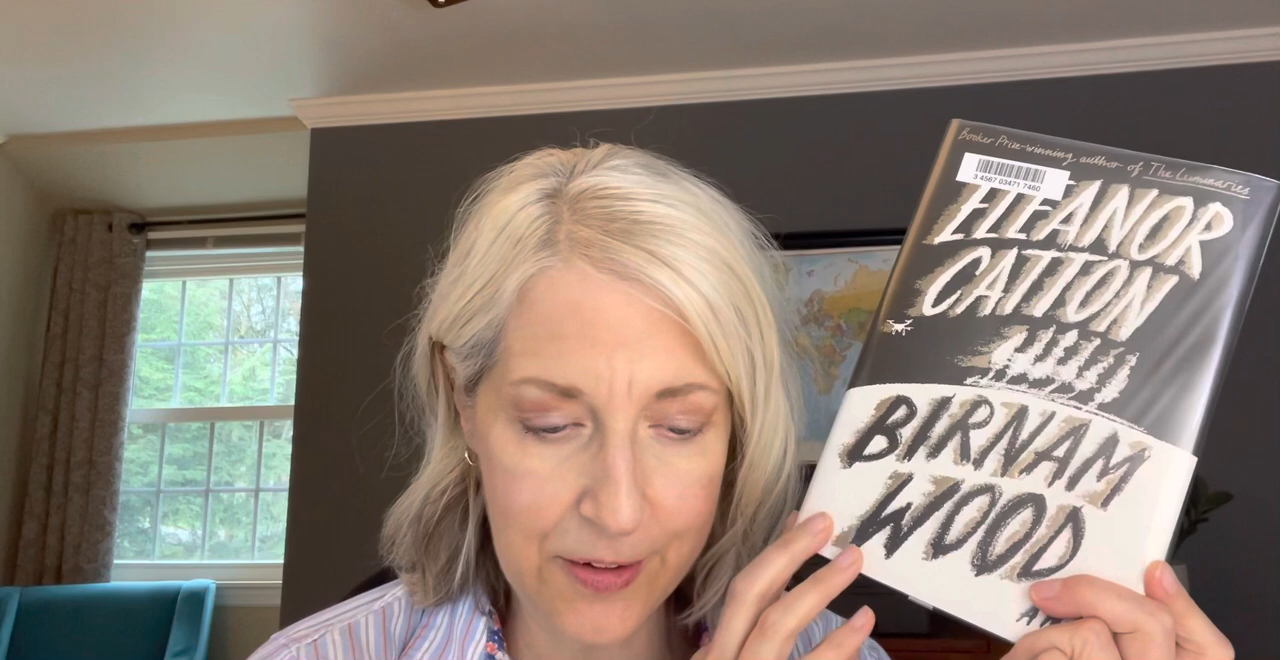 Booker Prize-winning author of The Luminaries
3 4567 03471 7460
ELEANOR
CATTON
BIRNAM
WOOD